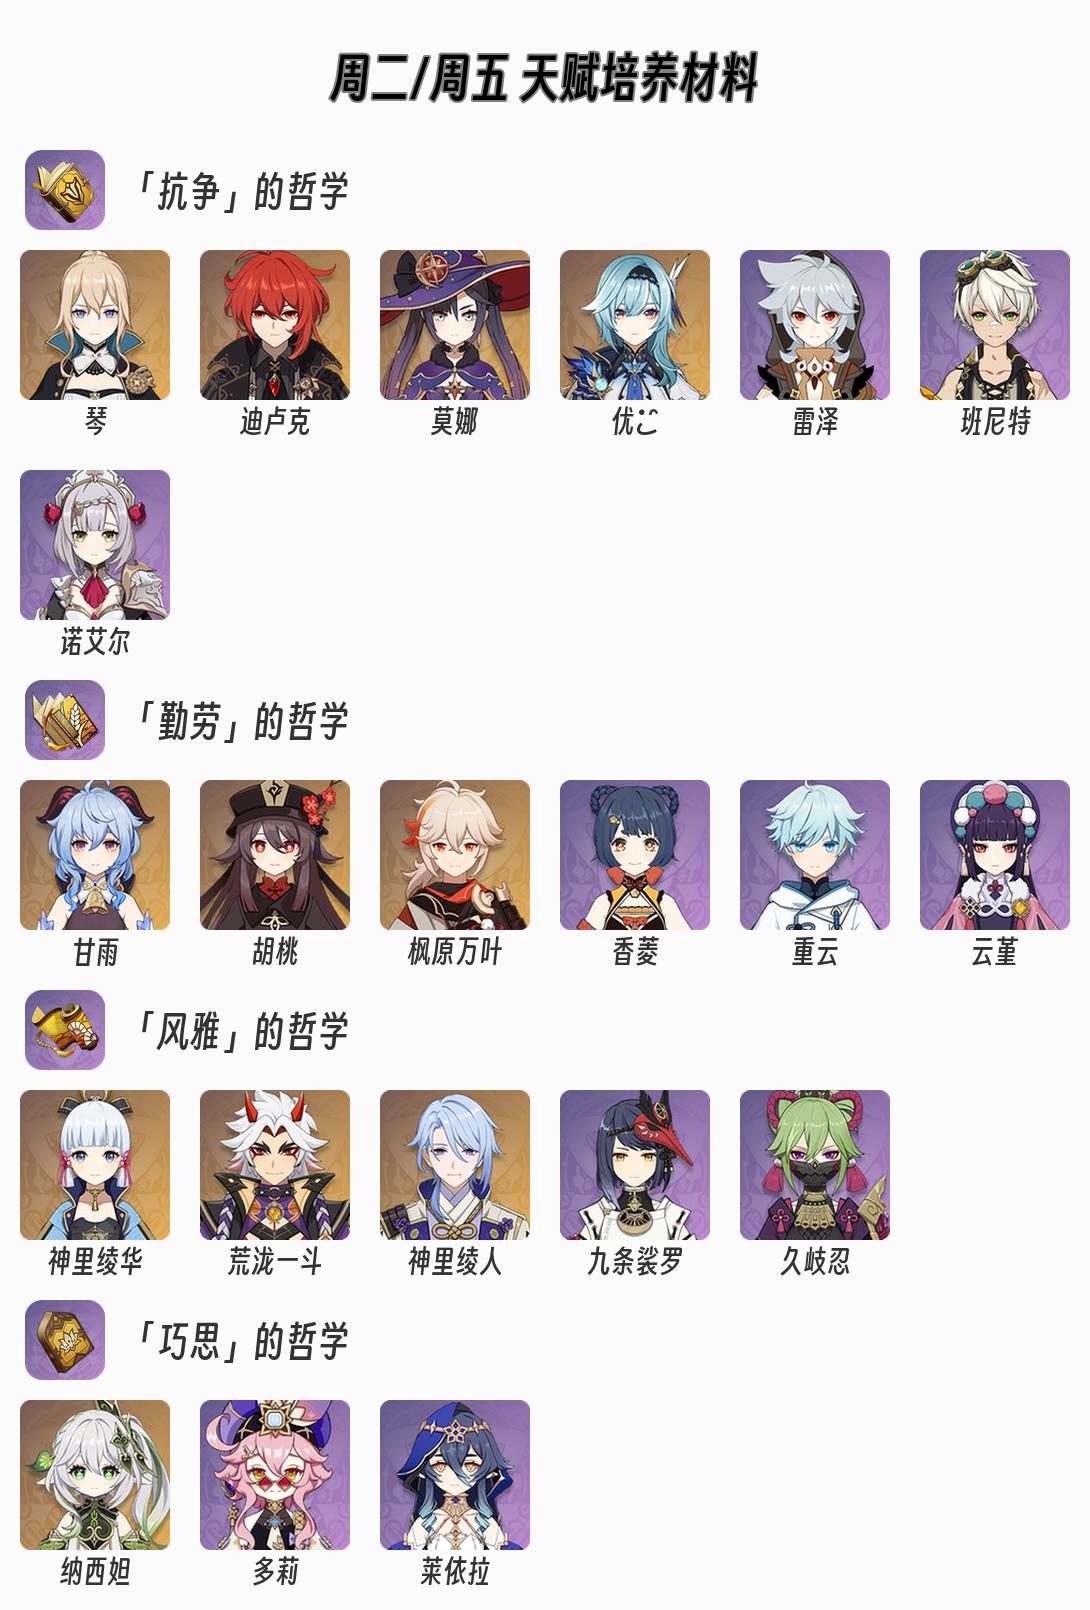 周二/周五 天赋培养材料
「抗争」的哲学
琴 迪卢克 莫娜 优 雷泽 班尼特
诺艾尔
「勤劳」的哲学
甘雨 胡桃 枫原万叶 香菱 重云 云堇
「风雅」的哲学
神里绫华 荒泷一斗 神里绫人 九条裟罗 久岐忍
「巧思」的哲学
纳西妲 多莉 莱依拉